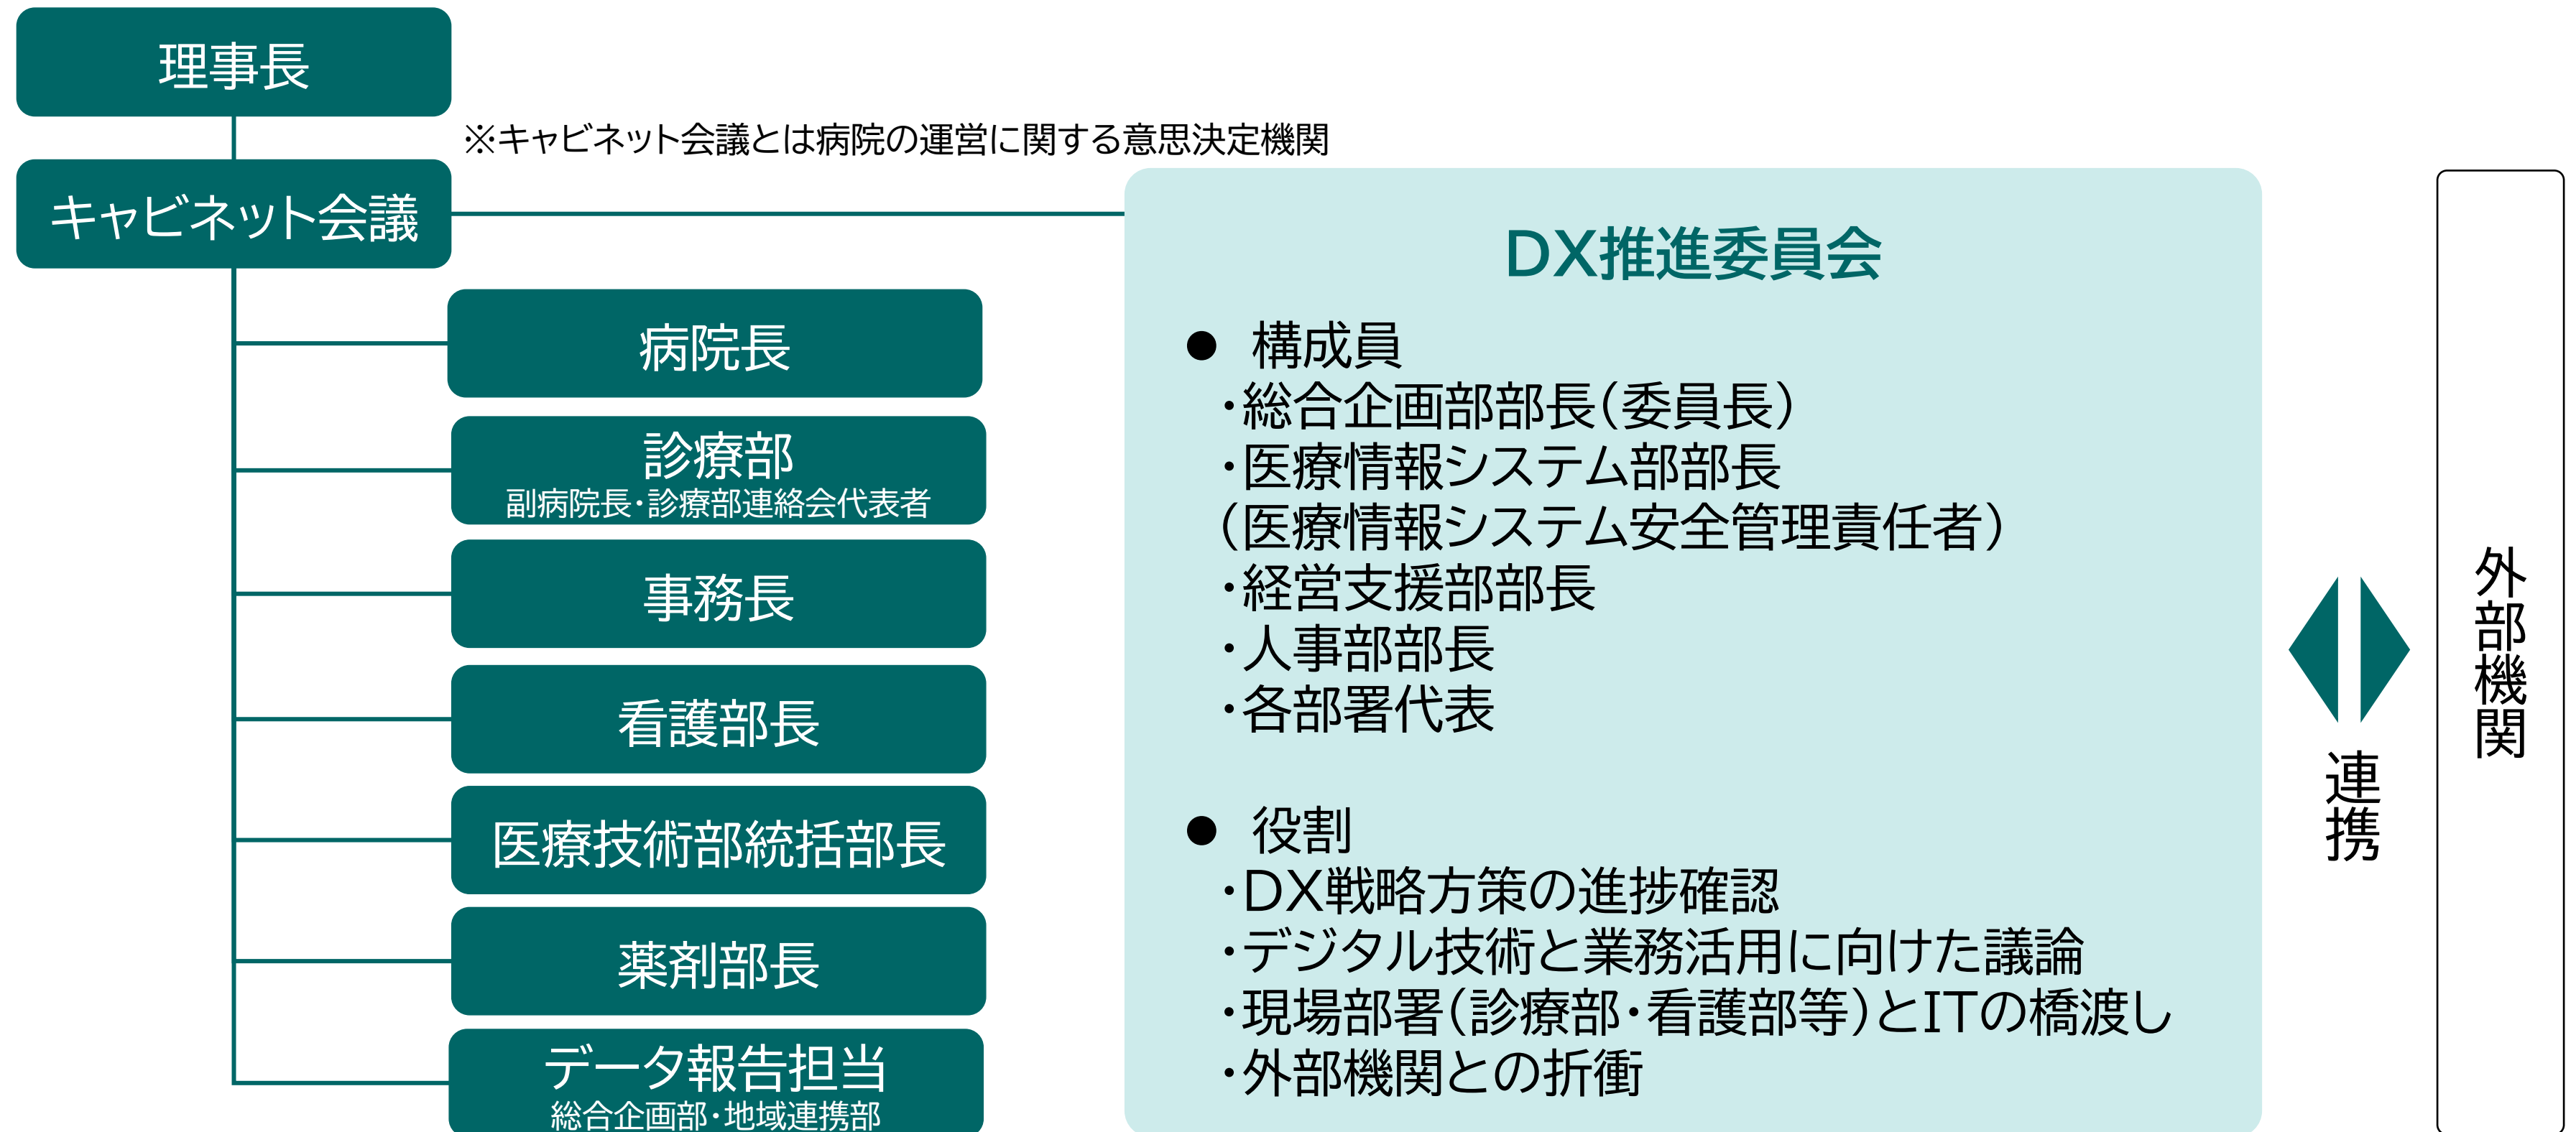 理事長
※キャビネット会議とは病院の運営に関する意思決定機関
キャビネット会議
病院長
診療部
副病院長・診療部連絡会代表者
事務長
看護部長
医療技術部統括部長
薬剤部長
データ報告担当
総合企画部・地域連携部
DX推進委員会
● 構成員
・総合企画部部長（委員長）
・医療情報システム部部長
（医療情報システム安全管理責任者）
・経営支援部部長
・人事部部長
・各部署代表
● 役割
・DX戦略方策の進捗確認
・デジタル技術と業務活用に向けた議論
・現場部署（診療部・看護部等）とITの橋渡し
・外部機関との折衝
連携
外部機関